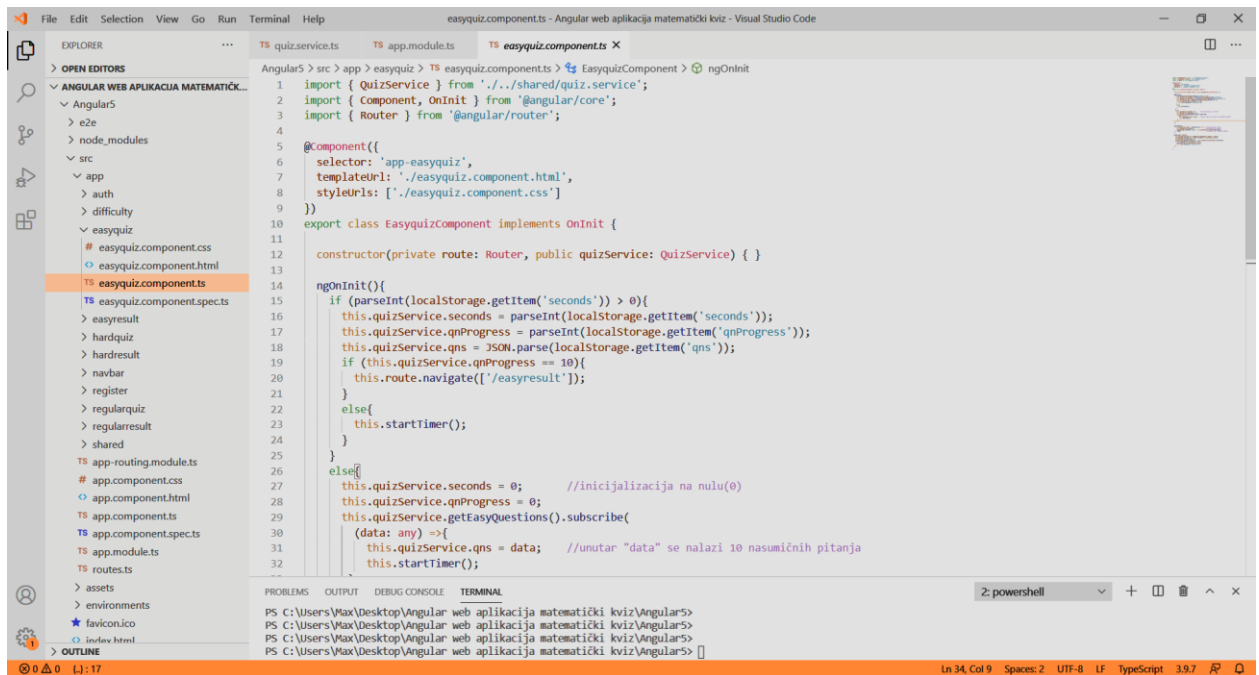 File Edit Selection View Go Run Terminal Help easyquiz.component.ts - Angular web aplikacija matematički kviz - Visual Studio Code
EXPLORER ...
OPEN EDITORS
ANGULAR WEB APLIKACIJA MATEMATIČK...
Angular5
e2e
node_modules
src
app
auth
difficulty
easyquiz
# easyquiz.component.css
<> easyquiz.component.html
TS easyquiz.component.ts
TS easyquiz.component.spec.ts
easyresult
hardquiz
hardresult
navbar
register
regularquiz
regularresult
shared
TS app-routing.module.ts
# app.component.css
<> app.component.html
TS app.component.ts
TS app.component.spec.ts
TS app.module.ts
TS routes.ts
assets
environments
favicon.ico
<> index.html
OUTLINE
1
TS quiz.service.ts TS app.module.ts TS easyquiz.component.ts ×
Angular5 > src > app > easyquiz > TS easyquiz.component.ts > EasyquizComponent > ngOnInit
1 import { QuizService } from './../shared/quiz.service';
2 import { Component, OnInit } from '@angular/core';
3 import { Router } from '@angular/router';
4
5 @Component({
6 selector: 'app-easyquiz',
7 templateUrl: './easyquiz.component.html',
8 styleUrls: ['./easyquiz.component.css']
9 })
10 export class EasyquizComponent implements OnInit {
11
12 constructor(private route: Router, public quizService: QuizService) { }
13
14 ngOnInit(){
15 if (parseInt(localStorage.getItem('seconds')) > 0){
16 this.quizService.seconds = parseInt(localStorage.getItem('seconds'));
17 this.quizService.qnProgress = parseInt(localStorage.getItem('qnProgress'));
18 this.quizService.qns = JSON.parse(localStorage.getItem('qns'));
19 if (this.quizService.qnProgress == 10){
20 this.route.navigate(['/easyresult']);
21 }
22 else{
23 this.startTimer();
24 }
25 }
26 else{
27 this.quizService.seconds = 0; //inicijalizacija na nulu(0)
28 this.quizService.qnProgress = 0;
29 this.quizService.getEasyQuestions().subscribe(
30 (data: any) =>{
31 this.quizService.qns = data; //unutar "data" se nalazi 10 nasumičnih pitanja
32 this.startTimer();
PROBLEMS OUTPUT DEBUG CONSOLE TERMINAL 2: powershell
PS C:\Users\Max\Desktop\Angular web aplikacija matematički kviz\Angular5>
PS C:\Users\Max\Desktop\Angular web aplikacija matematički kviz\Angular5>
PS C:\Users\Max\Desktop\Angular web aplikacija matematički kviz\Angular5>
PS C:\Users\Max\Desktop\Angular web aplikacija matematički kviz\Angular5>
0 0 {..} : 17 Ln 34, Col 9 Spaces: 2 UTF-8 LF TypeScript 3.9.7